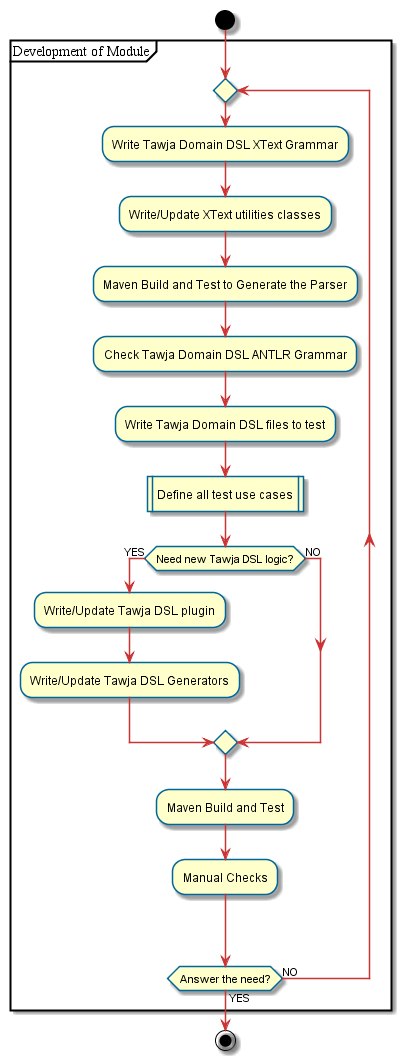 Development of Module
Write Tawja Domain DSL XText Grammar
Write/Update XText utilities classes
Maven Build and Test to Generate the Parser
Check Tawja Domain DSL ANTLR Grammar
Write Tawja Domain DSL files to test
Define all test use cases
YES
Need new Tawja DSL logic?
NO
Write/Update Tawja DSL plugin
Write/Update Tawja DSL Generators
Maven Build and Test
Manual Checks
Answer the need?
NO
YES